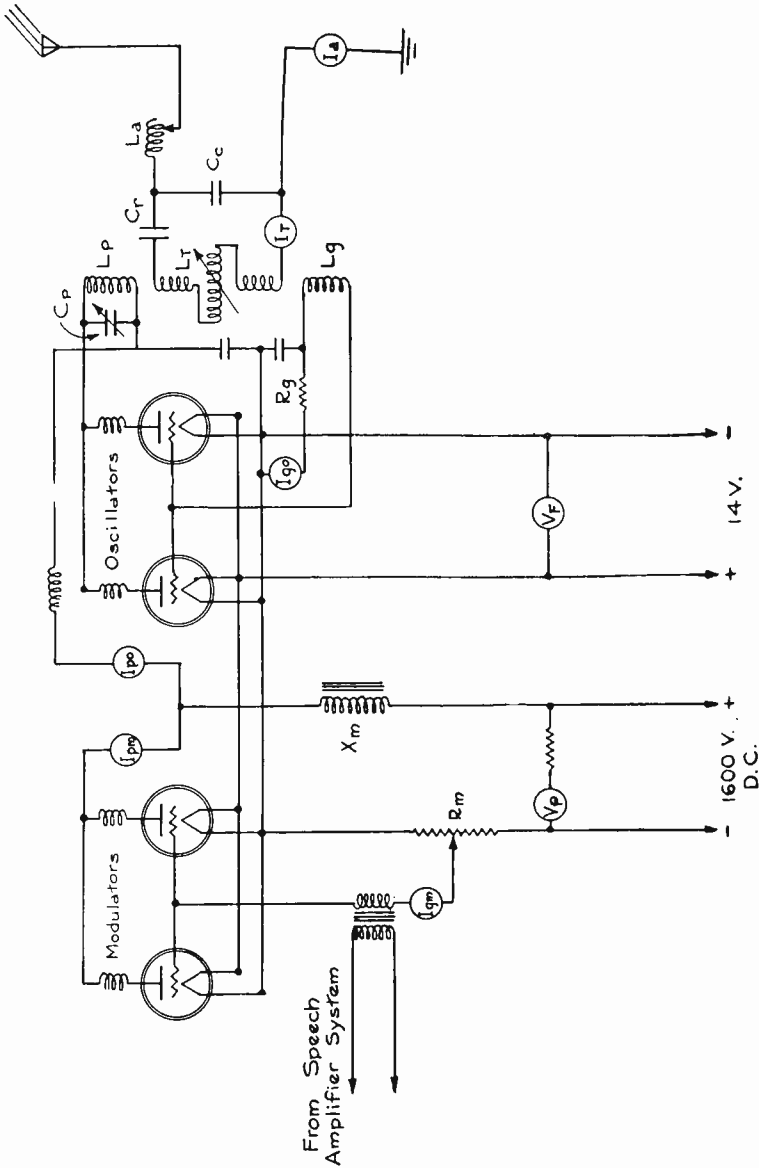 La
Cr
Cc
Ia
Lp
Cp
LT
IT
Lg
Rg
Oscillators
Igo
Ipo
Ipm
Modulators
Xm
Rm
Igm
VF
Vp
From Speech
Amplifier System
- 1600 V. +
D.C.
+ 14 V. -